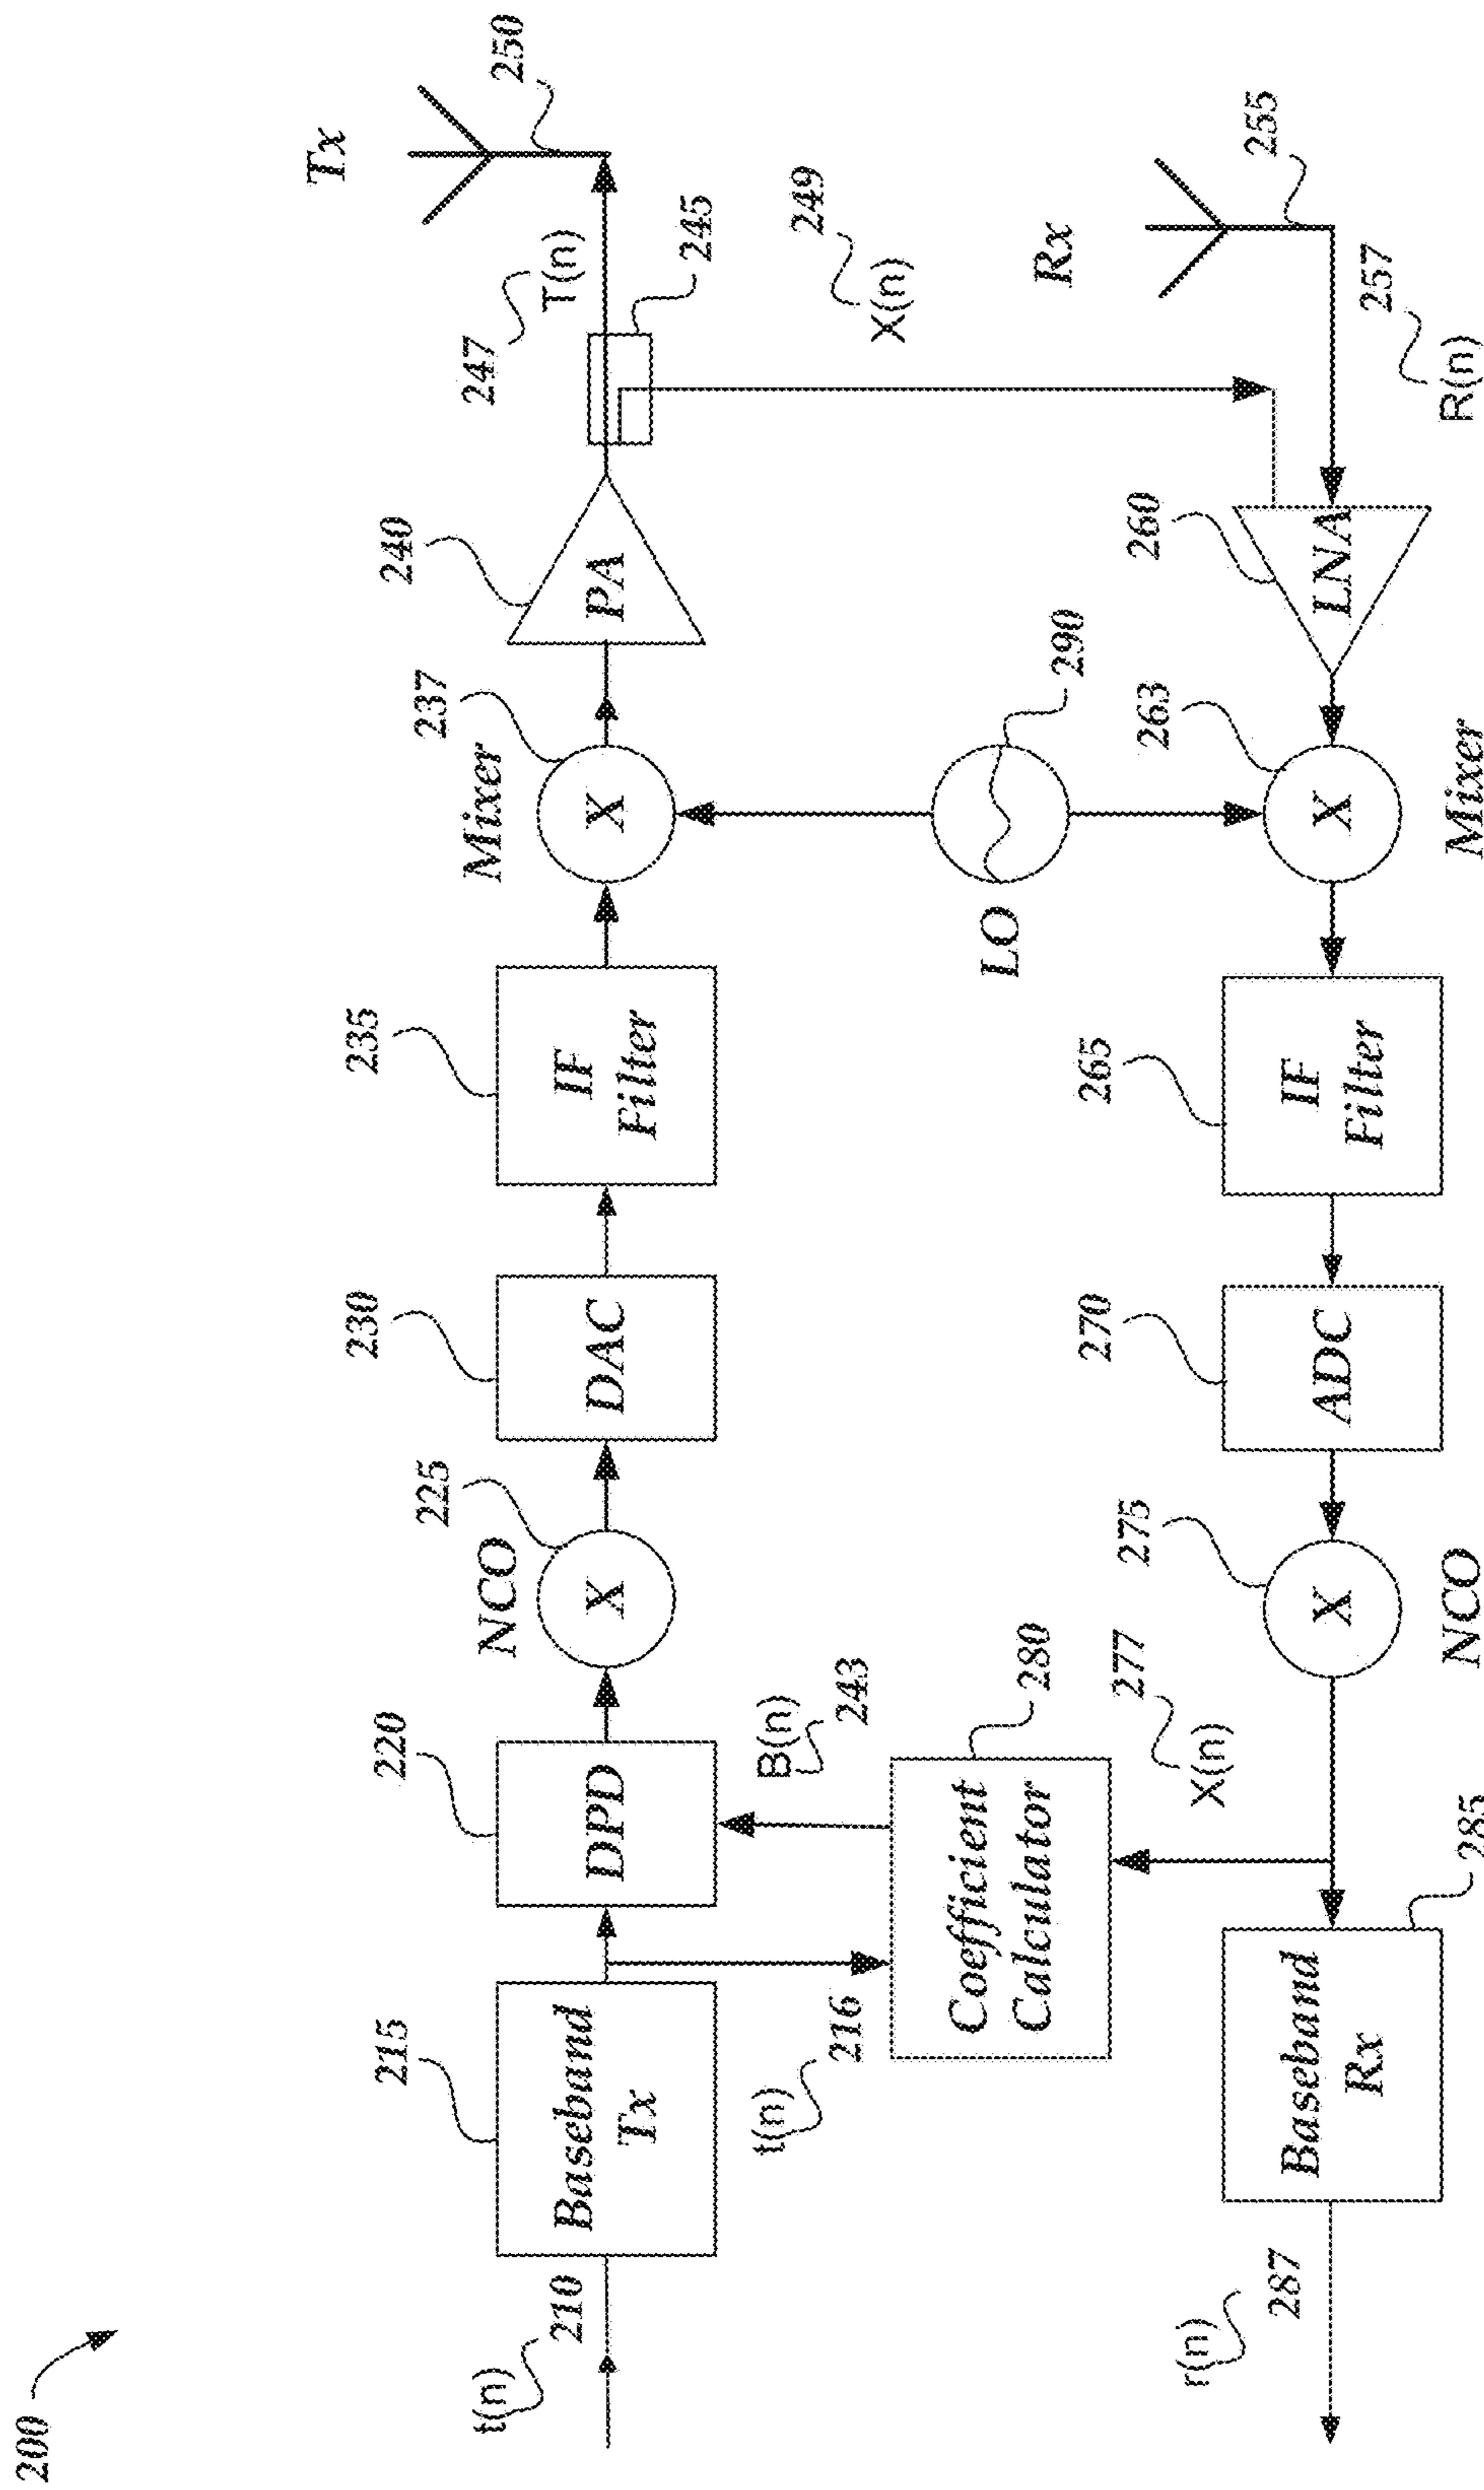 200
t(n)
210
215
Baseband
Tx
t(n)
216
220
DPD
B(n)
243
NCO
225
X
230
DAC
235
IF
Filter
Mixer
237
X
240
PA
247
T(n)
245
Tx
250
X(n)
249
LO
290
Coefficient
Calculator
280
Rx
255
257
R(n)
260
LNA
263
X
Mixer
265
IF
Filter
270
ADC
275
X
NCO
277
X(n)
285
Baseband
Rx
r(n)
287